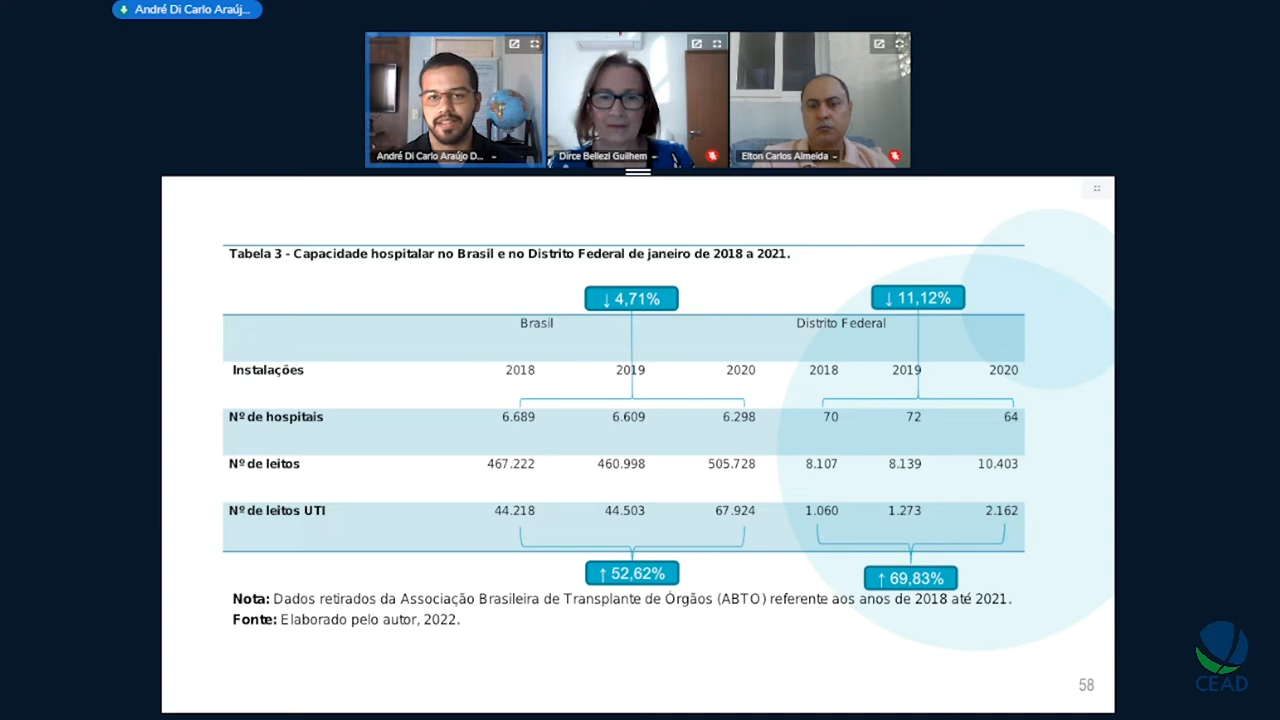 André Di Carlo Araúj...
André Di Carlo Araújo D...
Dirce Bellezi Guilhem
Elton Carlos Almeida
Tabela 3 - Capacidade hospitalar no Brasil e no Distrito Federal de janeiro de 2018 a 2021.
↓ 4,71% ↓ 11,12%
Brasil Distrito Federal
Instalações 2018 2019 2020 2018 2019 2020
Nº de hospitais 6.689 6.609 6.298 70 72 64
Nº de leitos 467.222 460.998 505.728 8.107 8.139 10.403
Nº de leitos UTI 44.218 44.503 67.924 1.060 1.273 2.162
↑ 52,62% ↑ 69,83%
Nota: Dados retirados da Associação Brasileira de Transplante de Órgãos (ABTO) referente aos anos de 2018 até 2021.
Fonte: Elaborado pelo autor, 2022.
58
CEAD